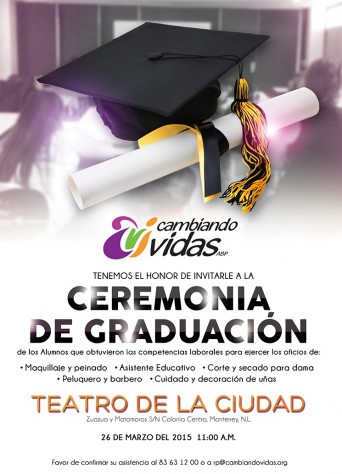 cambiando
vidas ABP
TENEMOS EL HONOR DE INVITARLE A LA
CEREMONIA
DE GRADUACIÓN
de los Alumnos que obtuvieron las competencias laborales para ejercer los oficios de:
• Maquillaje y peinado • Asistente Educativo • Corte y secado para dama
• Peluquero y barbero • Cuidado y decoración de uñas
TEATRO DE LA CIUDAD
Zuazua y Matamoros S/N Colonia Centro, Monterrey, N.L.
26 DE MARZO DEL 2015 11:00 A.M.
Favor de confirmar su asistencia al 83 63 12 00 o rp@cambiandovidas.org